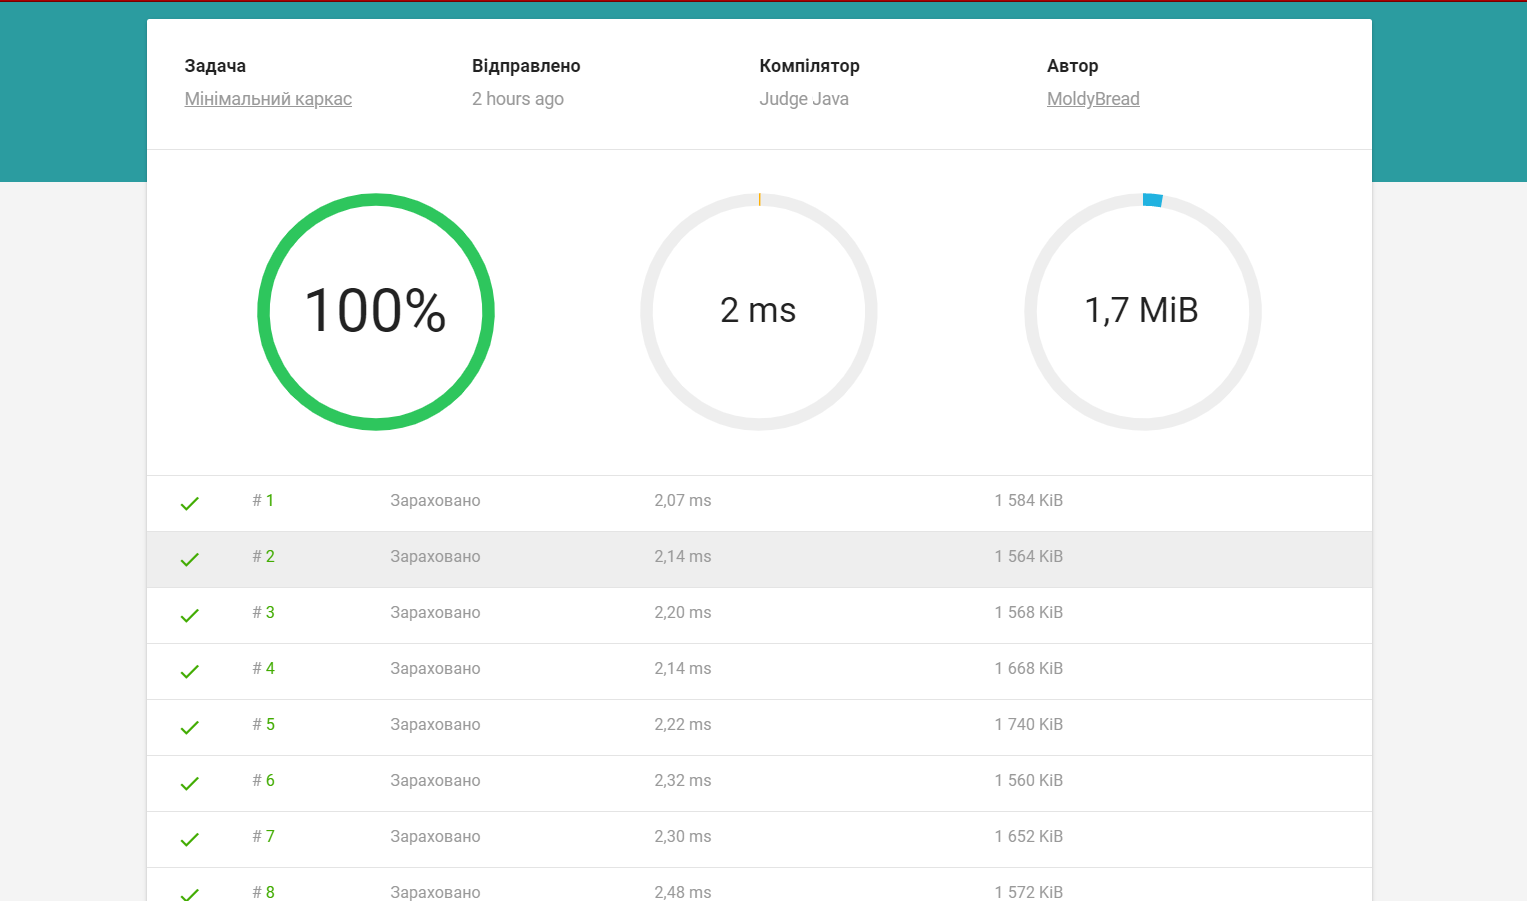 Задача Відправлено Компілятор Автор
Мінімальний каркас 2 hours ago Judge Java MoldyBread
100% 2 ms 1,7 MiB
# 1 Зараховано 2,07 ms 1 584 KiB
# 2 Зараховано 2,14 ms 1 564 KiB
# 3 Зараховано 2,20 ms 1 568 KiB
# 4 Зараховано 2,14 ms 1 668 KiB
# 5 Зараховано 2,22 ms 1 740 KiB
# 6 Зараховано 2,32 ms 1 560 KiB
# 7 Зараховано 2,30 ms 1 652 KiB
# 8 Зараховано 2,48 ms 1 572 KiB